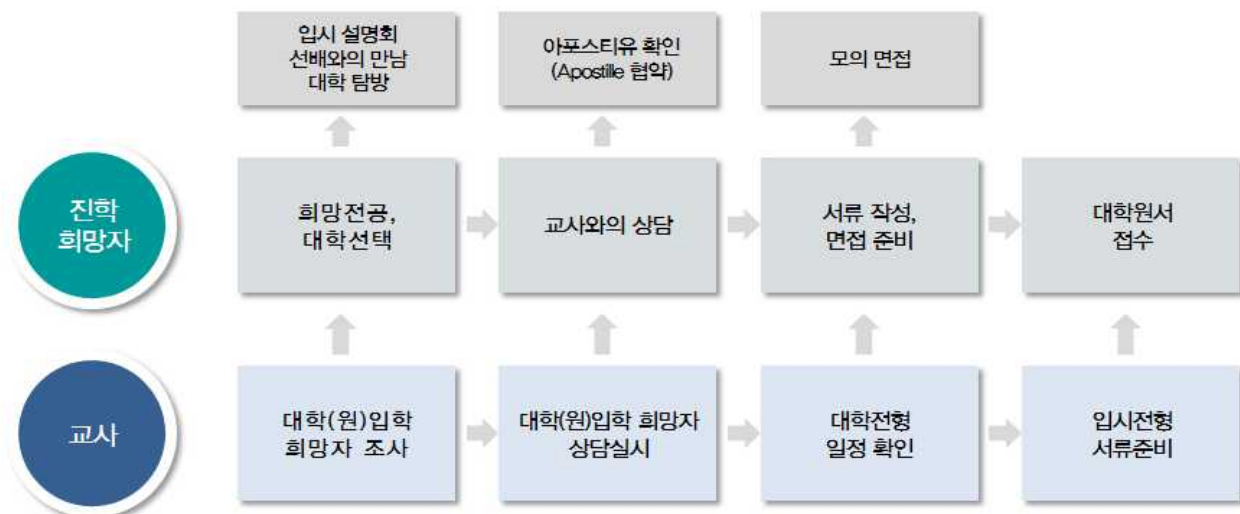 입시 설명회
선배와의 만남
대학 탐방
아포스티유 확인
(Apostille 협약)
모의 면접
진학
희망자
희망전공,
대학선택
교사와의 상담
서류 작성,
면접 준비
대학원서
접수
교사
대학(원)입학
희망자 조사
대학(원)입학 희망자
상담실시
대학전형
일정 확인
입시전형
서류준비